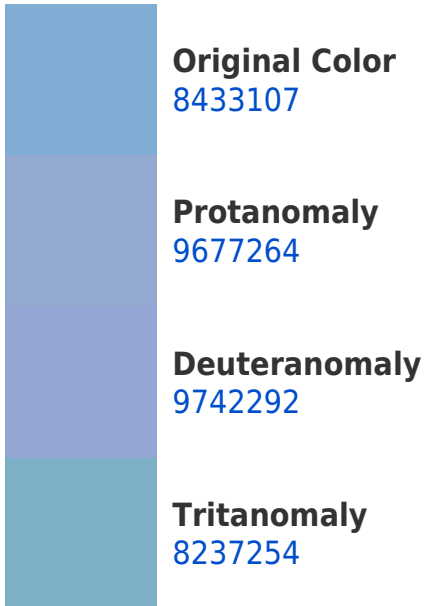 Original Color
8433107
Protanomaly
9677264
Deuteranomaly
9742292
Tritanomaly
8237254